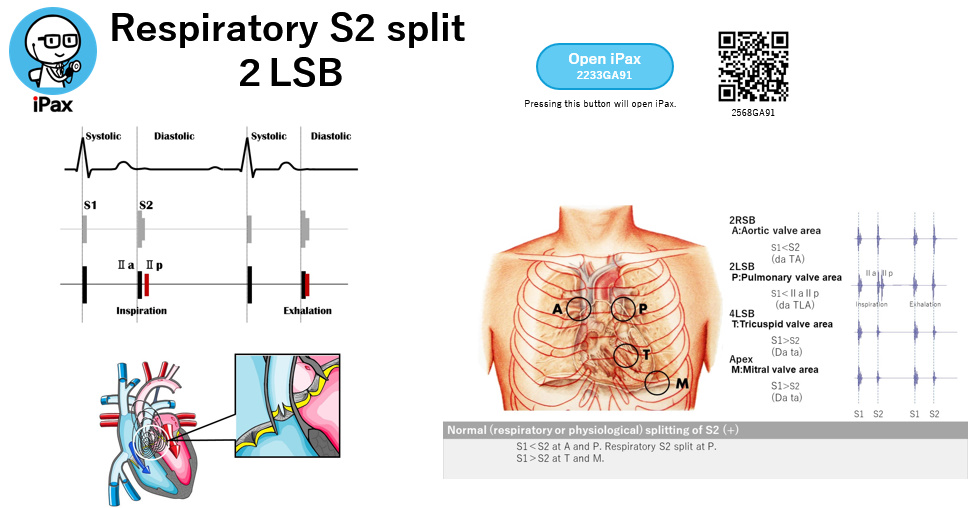 Respiratory S2 split
2 LSB
iPax
Open iPax
2233GA91
Pressing this button will open iPax.
2568GA91
Systolic Diastolic Systolic Diastolic
S1 S2
Ⅱa Ⅱp
Inspiration Exhalation
A P
T
M
2RSB
A:Aortic valve area
S1<S2
(da TA)
2LSB
P:Pulmonary valve area
S1<ⅡaⅡp
(da TLA)
4LSB
T:Tricuspid valve area
S1>S2
(Da ta)
Apex
M:Mitral valve area
S1>S2
(Da ta)
Ⅱa Ⅱp
Inspiration Exhalation
S1 S2 S1 S2
Normal (respiratory or physiological) splitting of S2 (+)
S1<S2 at A and P. Respiratory S2 split at P.
S1>S2 at T and M.